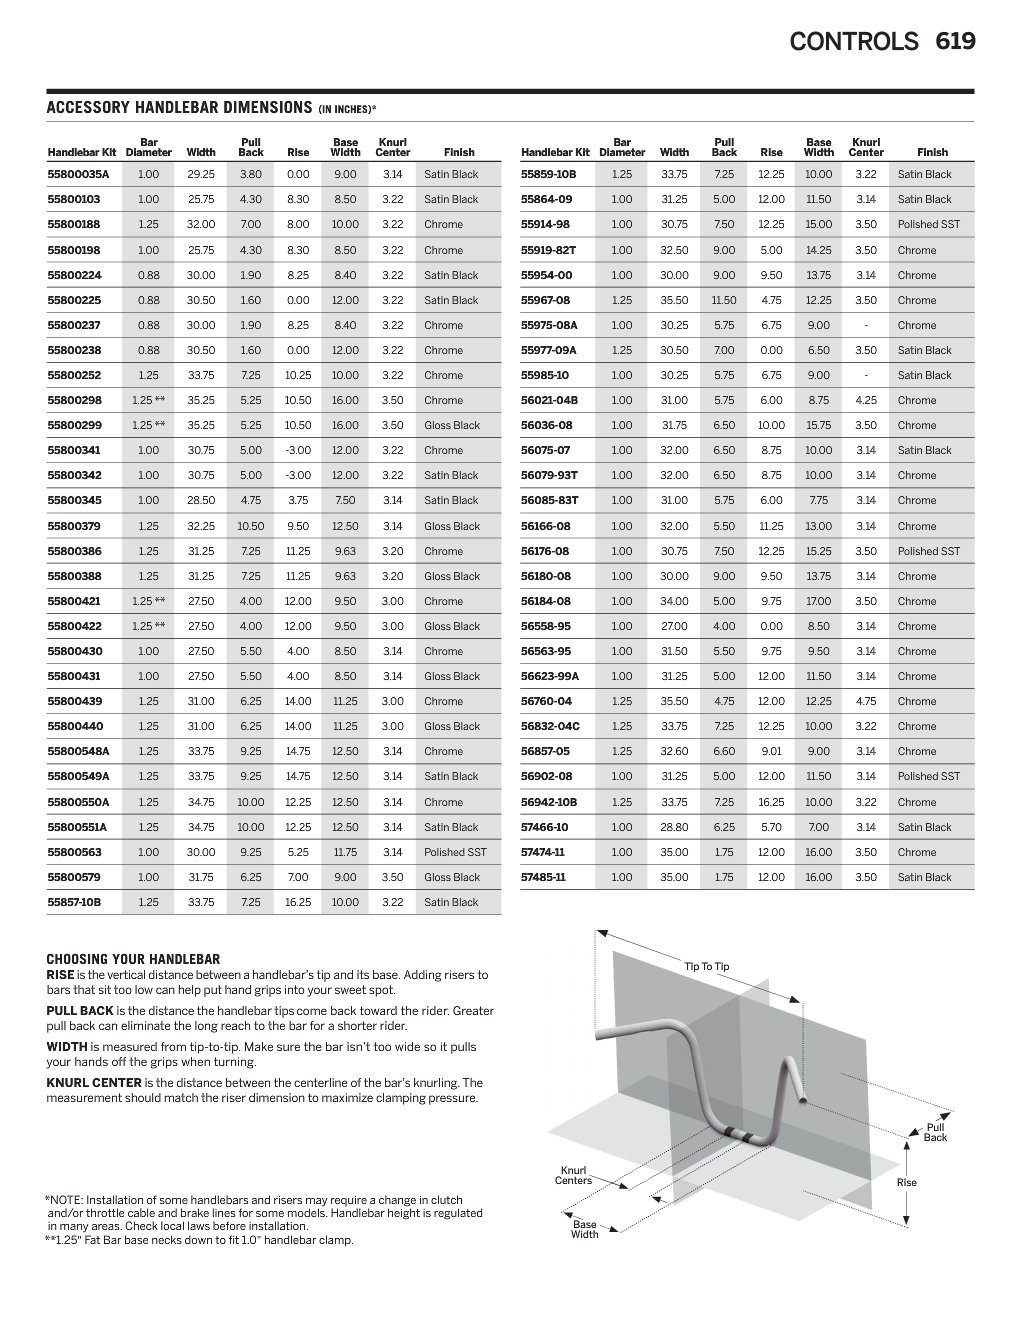 CONTROLS 619
ACCESSORY HANDLEBAR DIMENSIONS (IN INCHES)*
Handlebar Kit Bar Diameter Width Pull Back Rise Base Width Knurl Center Finish
55800035A 1.00 29.25 3.80 0.00 9.00 3.14 Satin Black
55800103 1.00 25.75 4.30 8.30 8.50 3.22 Satin Black
55800188 1.25 32.00 7.00 8.00 10.00 3.22 Chrome
55800198 1.00 25.75 4.30 8.30 8.50 3.22 Chrome
55800224 0.88 30.00 1.90 8.25 8.40 3.22 Satin Black
55800225 0.88 30.50 1.60 0.00 12.00 3.22 Satin Black
55800237 0.88 30.00 1.90 8.25 8.40 3.22 Chrome
55800238 0.88 30.50 1.60 0.00 12.00 3.22 Chrome
55800252 1.25 33.75 7.25 10.25 10.00 3.22 Chrome
55800298 1.25 ** 35.25 5.25 10.50 16.00 3.50 Chrome
55800299 1.25 ** 35.25 5.25 10.50 16.00 3.50 Gloss Black
55800341 1.00 30.75 5.00 -3.00 12.00 3.22 Chrome
55800342 1.00 30.75 5.00 -3.00 12.00 3.22 Satin Black
55800345 1.00 28.50 4.75 3.75 7.50 3.14 Satin Black
55800379 1.25 32.25 10.50 9.50 12.50 3.14 Gloss Black
55800386 1.25 31.25 7.25 11.25 9.63 3.20 Chrome
55800388 1.25 31.25 7.25 11.25 9.63 3.20 Gloss Black
55800421 1.25 ** 27.50 4.00 12.00 9.50 3.00 Chrome
55800422 1.25 ** 27.50 4.00 12.00 9.50 3.00 Gloss Black
55800430 1.00 27.50 5.50 4.00 8.50 3.14 Chrome
55800431 1.00 27.50 5.50 4.00 8.50 3.14 Gloss Black
55800439 1.25 31.00 6.25 14.00 11.25 3.00 Chrome
55800440 1.25 31.00 6.25 14.00 11.25 3.00 Gloss Black
55800548A 1.25 33.75 9.25 14.75 12.50 3.14 Chrome
55800549A 1.25 33.75 9.25 14.75 12.50 3.14 Satin Black
55800550A 1.25 34.75 10.00 12.25 12.50 3.14 Chrome
55800551A 1.25 34.75 10.00 12.25 12.50 3.14 Satin Black
55800563 1.00 30.00 9.25 5.25 11.75 3.14 Polished SST
55800579 1.00 31.75 6.25 7.00 9.00 3.50 Gloss Black
55857-10B 1.25 33.75 7.25 16.25 10.00 3.22 Satin Black
Handlebar Kit Bar Diameter Width Pull Back Rise Base Width Knurl Center Finish
55859-10B 1.25 33.75 7.25 12.25 10.00 3.22 Satin Black
55864-09 1.00 31.25 5.00 12.00 11.50 3.14 Satin Black
55914-98 1.00 30.75 7.50 12.25 15.00 3.50 Polished SST
55919-82T 1.00 32.50 9.00 5.00 14.25 3.50 Chrome
55954-00 1.00 30.00 9.00 9.50 13.75 3.14 Chrome
55967-08 1.25 35.50 11.50 4.75 12.25 3.50 Chrome
55975-08A 1.00 30.25 5.75 6.75 9.00 - Chrome
55977-09A 1.25 30.50 7.00 0.00 6.50 3.50 Satin Black
55985-10 1.00 30.25 5.75 6.75 9.00 - Satin Black
56021-04B 1.00 31.00 5.75 6.00 8.75 4.25 Chrome
56036-08 1.00 31.75 6.50 10.00 15.75 3.50 Chrome
56075-07 1.00 32.00 6.50 8.75 10.00 3.14 Satin Black
56079-93T 1.00 32.00 6.50 8.75 10.00 3.14 Chrome
56085-83T 1.00 31.00 5.75 6.00 7.75 3.14 Chrome
56166-08 1.00 32.00 5.50 11.25 13.00 3.14 Chrome
56176-08 1.00 30.75 7.50 12.25 15.25 3.50 Polished SST
56180-08 1.00 30.00 9.00 9.50 13.75 3.14 Chrome
56184-08 1.00 34.00 5.00 9.75 17.00 3.50 Chrome
56558-95 1.00 27.00 4.00 0.00 8.50 3.14 Chrome
56563-95 1.00 31.50 5.50 9.75 9.50 3.14 Chrome
56623-99A 1.00 31.25 5.00 12.00 11.50 3.14 Chrome
56760-04 1.25 35.50 4.75 12.00 12.25 4.75 Chrome
56832-04C 1.25 33.75 7.25 12.25 10.00 3.22 Chrome
56857-05 1.25 32.60 6.60 9.01 9.00 3.14 Chrome
56902-08 1.00 31.25 5.00 12.00 11.50 3.14 Polished SST
56942-10B 1.25 33.75 7.25 16.25 10.00 3.22 Chrome
57466-10 1.00 28.80 6.25 5.70 7.00 3.14 Satin Black
57474-11 1.00 35.00 1.75 12.00 16.00 3.50 Chrome
57485-11 1.00 35.00 1.75 12.00 16.00 3.50 Satin Black
CHOOSING YOUR HANDLEBAR
RISE is the vertical distance between a handlebar's tip and its base. Adding risers to
bars that sit too low can help put hand grips into your sweet spot.
PULL BACK is the distance the handlebar tips come back toward the rider. Greater
pull back can eliminate the long reach to the bar for a shorter rider.
WIDTH is measured from tip-to-tip. Make sure the bar isn't too wide so it pulls
your hands off the grips when turning.
KNURL CENTER is the distance between the centerline of the bar's knurling. The
measurement should match the riser dimension to maximize clamping pressure.
*NOTE: Installation of some handlebars and risers may require a change in clutch
and/or throttle cable and brake lines for some models. Handlebar height is regulated
in many areas. Check local laws before installation.
**1.25" Fat Bar base necks down to fit 1.0" handlebar clamp.
Tip To Tip
Pull
Back
Rise
Knurl
Centers
Base
Width